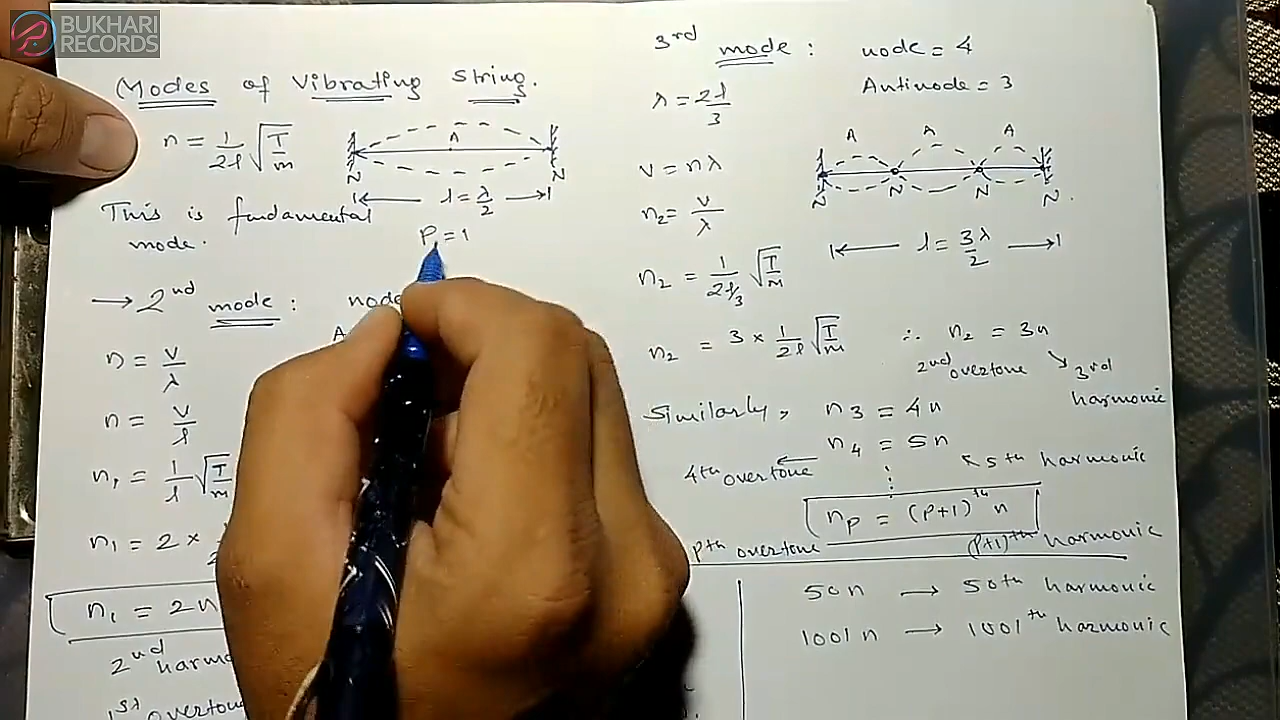 BUKHARI
RECORDS
Modes of Vibrating String.
n = 1/2l √T/m
A
N N
l = λ/2
This is fundamental
mode.
P = 1
→ 2nd mode :
n = v/λ
n = v/l
n₁ = 1/l √T/m
n₁ = 2 ×
n₁ = 2n
2nd
1st overtone
3rd mode : node = 4
Antinode = 3
λ = 2l/3
A A A
N N N N
v = nλ
n₂ = v/λ
l = 3λ/2
n₂ = 1/2l/3 √T/m
n₂ = 3 × 1/2l √T/m ∴ n₂ = 3n
2nd overtone ↘ 3rd
harmonic
Similarly, n₃ = 4n
n₄ = 5n
4th overtone ← ↖ 5th harmonic
nₚ = (P+1)th n
pth overtone (P+1)th harmonic
50n → 50th harmonic
1001n → 1001th harmonic